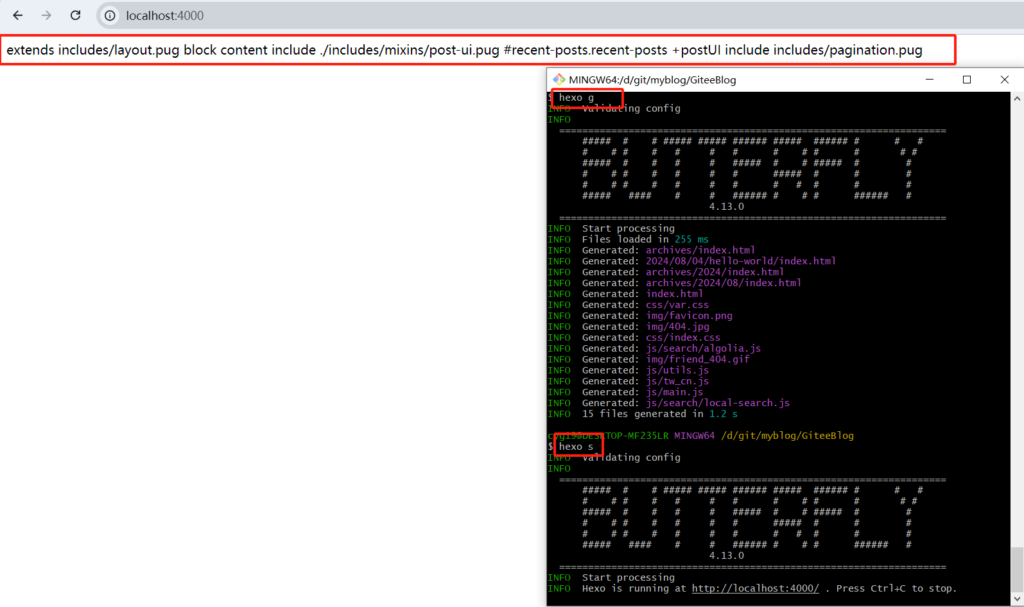 localhost:4000
extends includes/layout.pug block content include ./includes/mixins/post-ui.pug #recent-posts.recent-posts +postUI include includes/pagination.pug
MINGW64:/d/git/myblog/GiteeBlog
$ hexo g
INFO  Validating config
INFO
BUTTERFLY
4.13.0
INFO  Start processing
INFO  Files loaded in 255 ms
INFO  Generated: archives/index.html
INFO  Generated: 2024/08/04/hello-world/index.html
INFO  Generated: archives/2024/index.html
INFO  Generated: archives/2024/08/index.html
INFO  Generated: index.html
INFO  Generated: css/var.css
INFO  Generated: img/favicon.png
INFO  Generated: img/404.jpg
INFO  Generated: css/index.css
INFO  Generated: js/search/algolia.js
INFO  Generated: img/friend_404.gif
INFO  Generated: js/utils.js
INFO  Generated: js/tw_cn.js
INFO  Generated: js/main.js
INFO  Generated: js/search/local-search.js
INFO  15 files generated in 1.2 s
MINGW64 /d/git/myblog/GiteeBlog
$ hexo s
INFO  Validating config
INFO
BUTTERFLY
4.13.0
INFO  Start processing
INFO  Hexo is running at http://localhost:4000/ . Press Ctrl+C to stop.